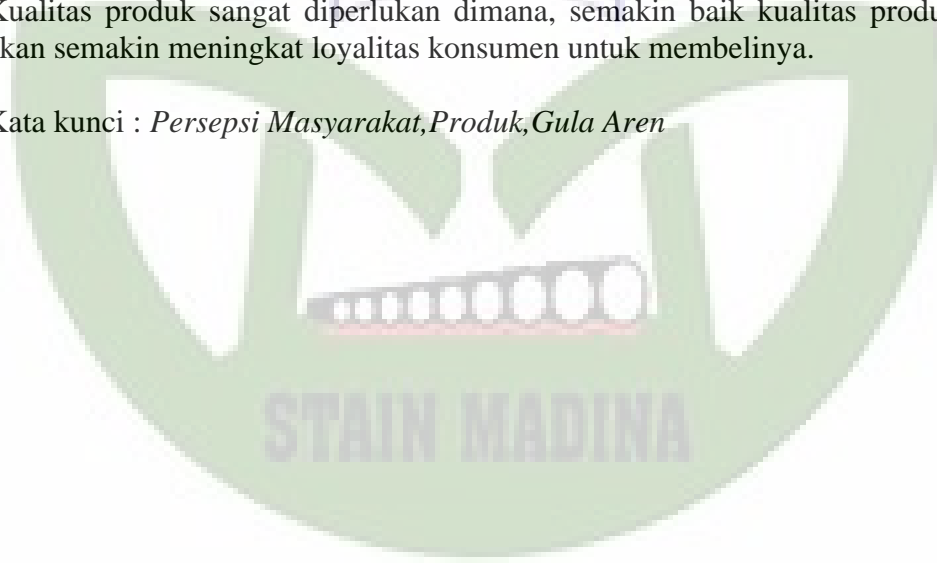 Kualitas produk sangat diperlukan dimana, semakin baik kualitas produ
kan semakin meningkat loyalitas konsumen untuk membelinya.
Kata kunci : Persepsi Masyarakat,Produk,Gula Aren
STAIN MADINA